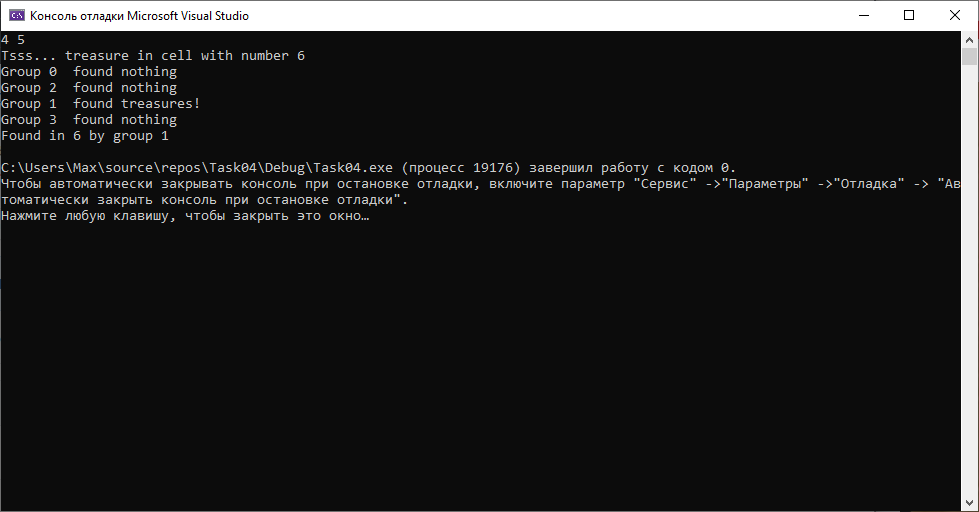 Консоль отладки Microsoft Visual Studio
4 5
Tsss... treasure in cell with number 6
Group 0  found nothing
Group 2  found nothing
Group 1  found treasures!
Group 3  found nothing
Found in 6 by group 1
C:\Users\Max\source\repos\Task04\Debug\Task04.exe (процесс 19176) завершил работу с кодом 0.
Чтобы автоматически закрывать консоль при остановке отладки, включите параметр "Сервис" ->"Параметры" ->"Отладка" -> "Ав
томатически закрыть консоль при остановке отладки".
Нажмите любую клавишу, чтобы закрыть это окно…